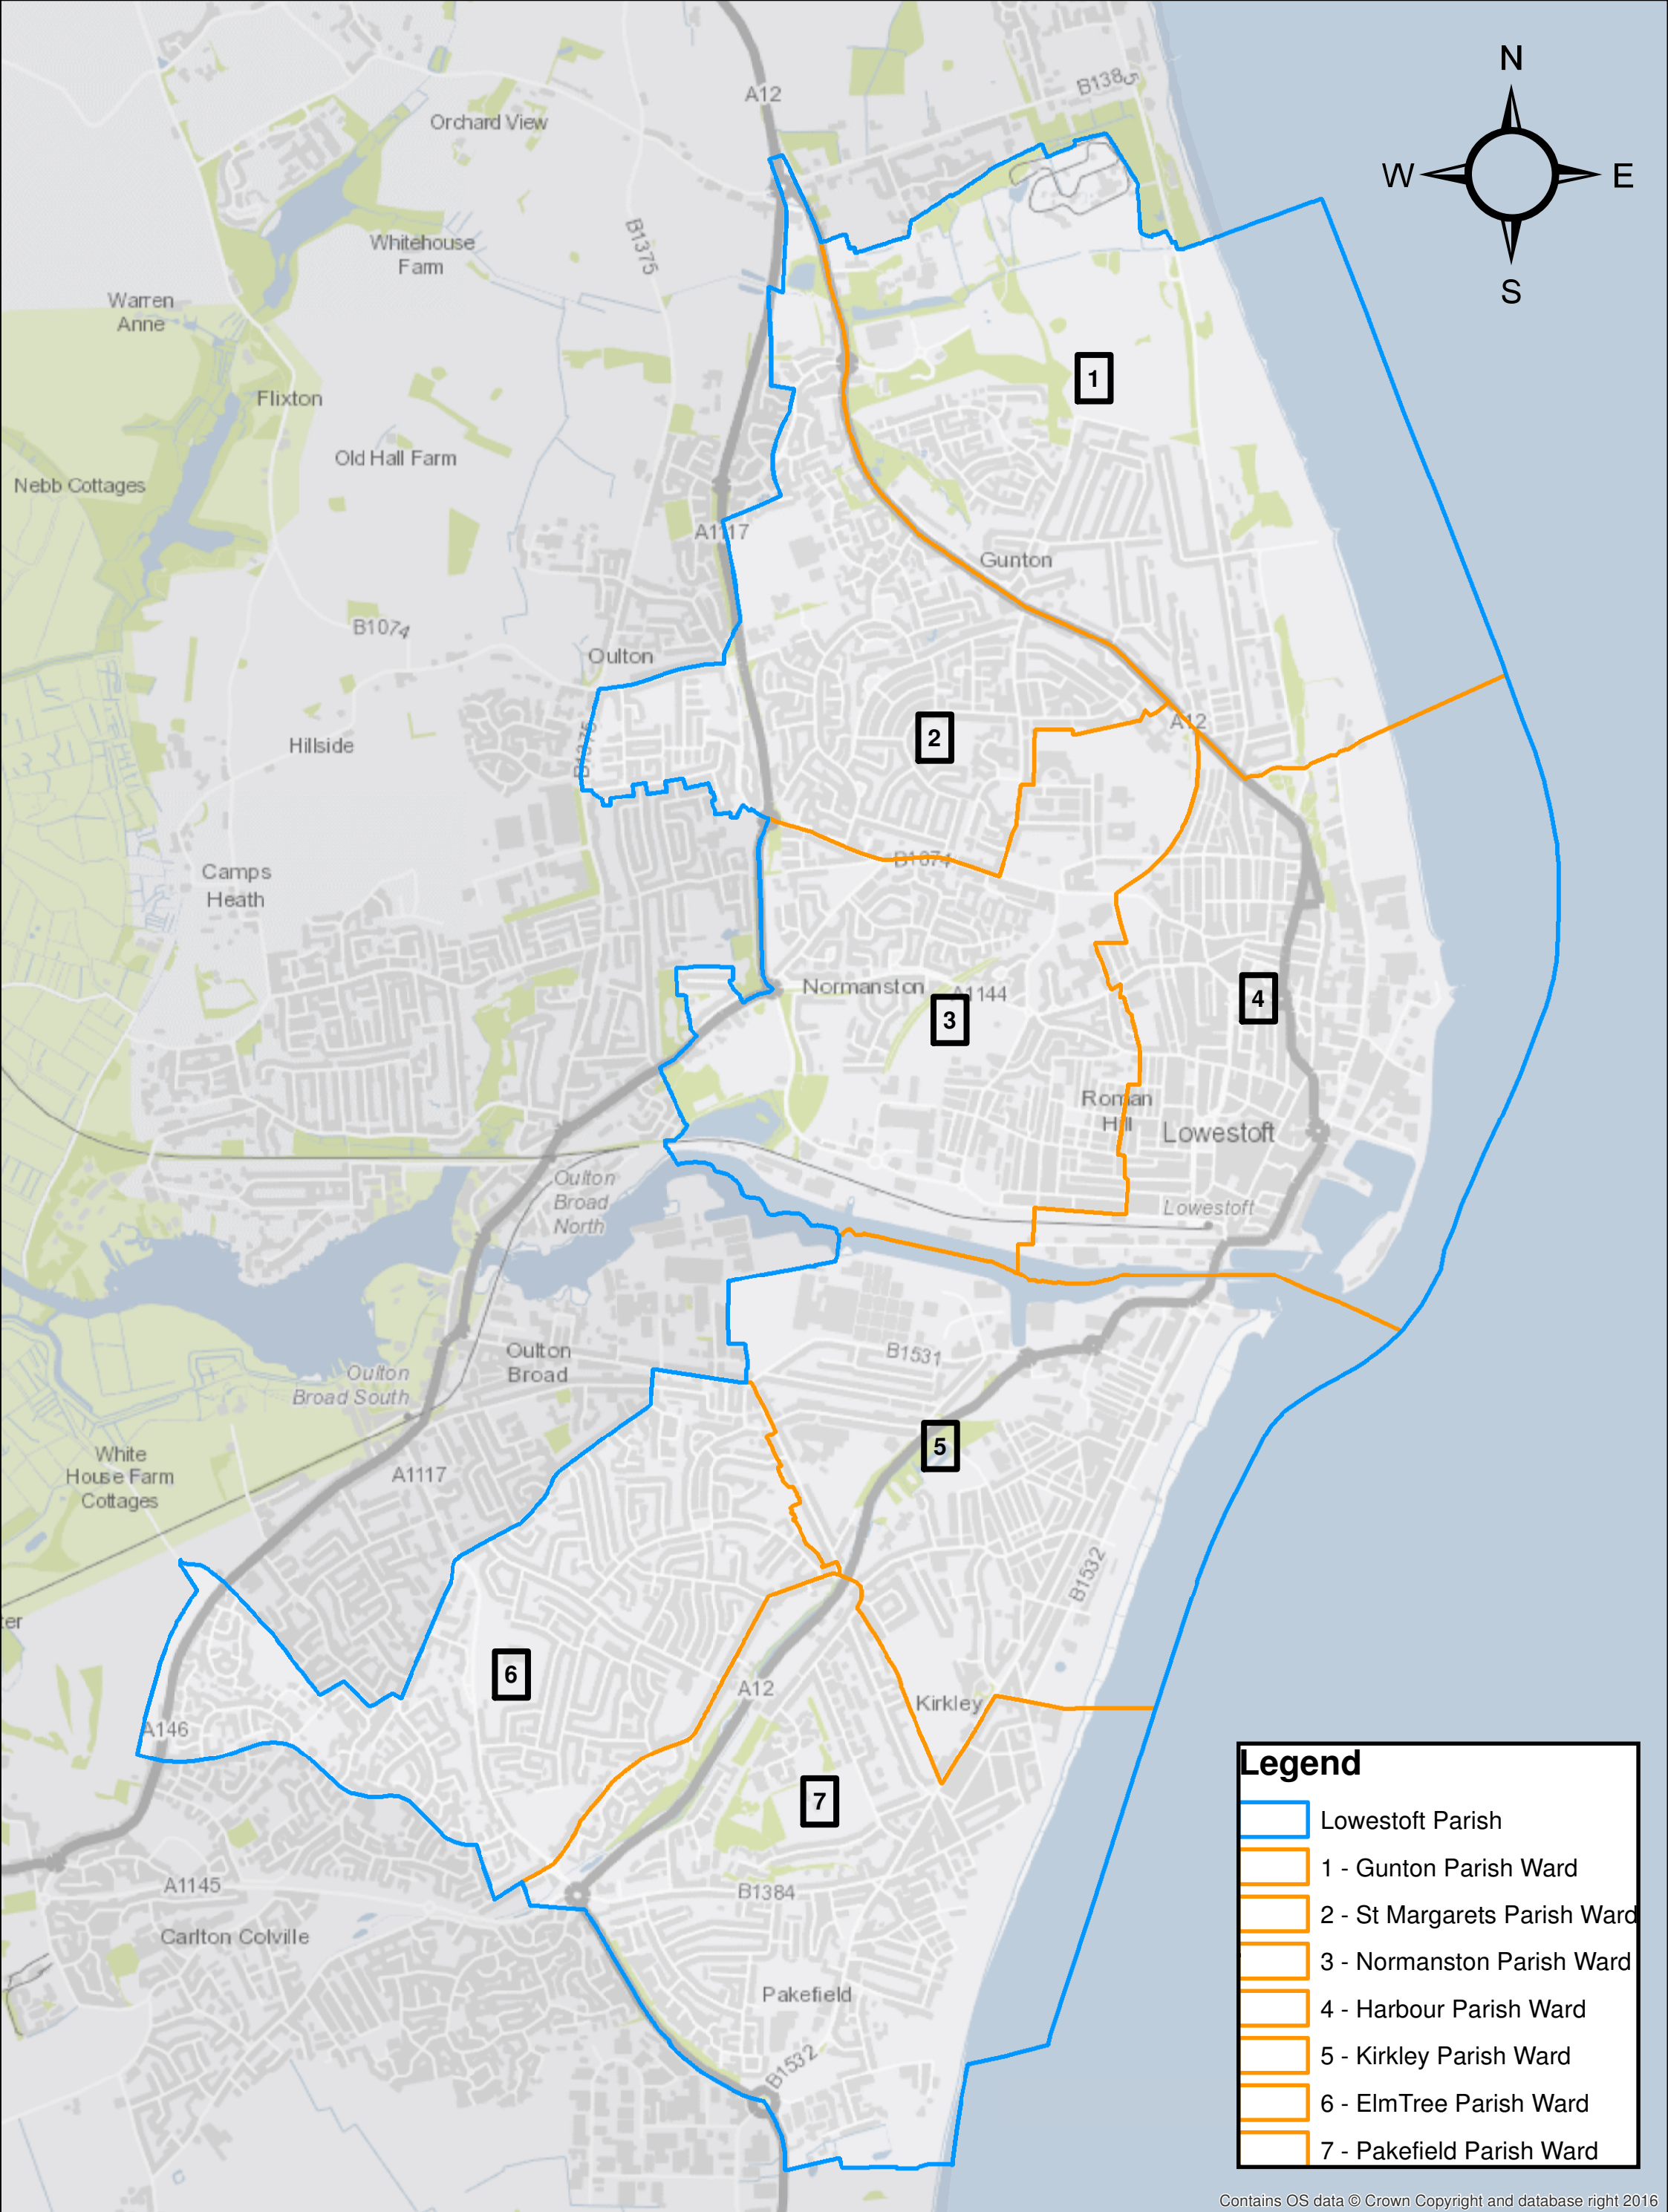 N
W
E
S
A12
B1385
Orchard View
B1375
Whitehouse
Farm
Warren
Anne
1
Flixton
Old Hall Farm
Nebb Cottages
A1117
Gunton
B1074
Oulton
A12
2
Hillside
B1375
B1074
Camps
Heath
Normanston
A1144
3
4
Roman
Hill
Lowestoft
Oulton
Broad
North
Lowestoft
Oulton
Broad
B1531
Oulton
Broad South
5
White
House Farm
Cottages
A1117
B1532
ter
6
A12
Kirkley
A146
7
A1145
B1384
Carlton Colville
Pakefield
B1532
Legend
Lowestoft Parish
1 - Gunton Parish Ward
2 - St Margarets Parish Ward
3 - Normanston Parish Ward
4 - Harbour Parish Ward
5 - Kirkley Parish Ward
6 - ElmTree Parish Ward
7 - Pakefield Parish Ward
Contains OS data © Crown Copyright and database right 2016